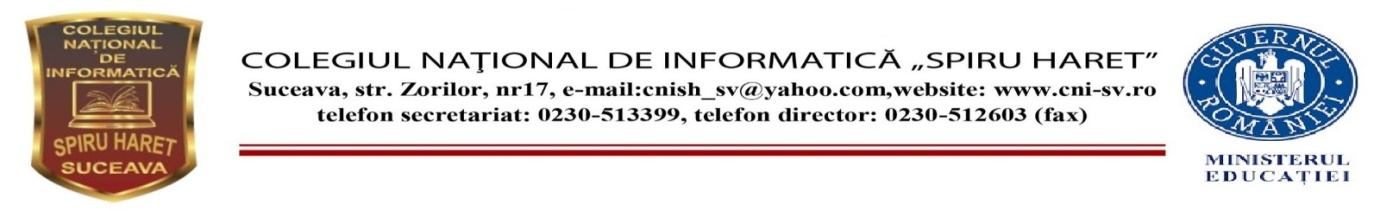 COLEGIUL
NAȚIONAL
DE
INFORMATICĂ
SPIRU HARET
SUCEAVA
COLEGIUL NAŢIONAL DE INFORMATICĂ „SPIRU HARET”
Suceava, str. Zorilor, nr17, e-mail:cnish_sv@yahoo.com,website: www.cni-sv.ro
telefon secretariat: 0230-513399, telefon director: 0230-512603 (fax)
GUVERNUL
ROMÂNIEI
MINISTERUL
EDUCAȚIEI